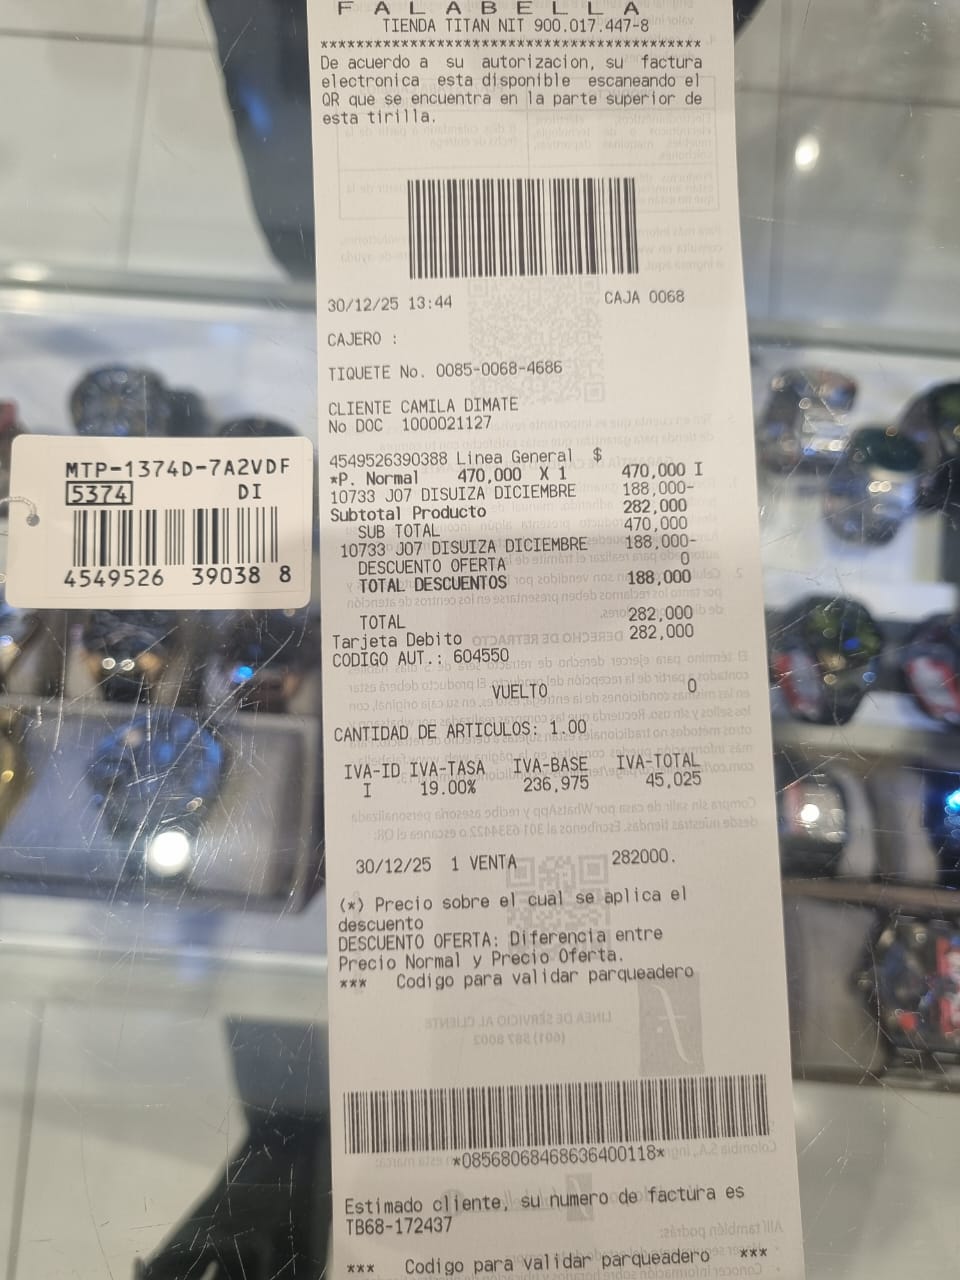 F A L A B E L L A
TIENDA TITAN NIT 900.017.447-8
******************************************
De acuerdo a su autorizacion, su factura
electronica esta disponible escaneando el
QR que se encuentra en la parte superior de
esta tirilla.
30/12/25 13:44 CAJA 0068
CAJERO :
TIQUETE No. 0085-0068-4686
CLIENTE CAMILA DIMATE
No DOC 1000021127
4549526390388 Linea General $
*P. Normal 470,000 X 1 470,000 I
10733 J07 DISUIZA DICIEMBRE 188,000-
Subtotal Producto 282,000
SUB TOTAL 470,000
10733 J07 DISUIZA DICIEMBRE 188,000-
DESCUENTO OFERTA 0
TOTAL DESCUENTOS 188,000
TOTAL 282,000
Tarjeta Debito 282,000
CODIGO AUT.: 604550
VUELTO 0
CANTIDAD DE ARTICULOS: 1.00
IVA-ID IVA-TASA IVA-BASE IVA-TOTAL
I 19.00% 236,975 45,025
30/12/25 1 VENTA 282000.
(*) Precio sobre el cual se aplica el
descuento
DESCUENTO OFERTA: Diferencia entre
Precio Normal y Precio Oferta.
*** Codigo para validar parqueadero
*08568068468636400118*
Estimado cliente, su numero de factura es
TB68-172437
*** Codigo para validar parqueadero ***
MTP-1374D-7A2VDF
5374 DI
4549526 39038 8